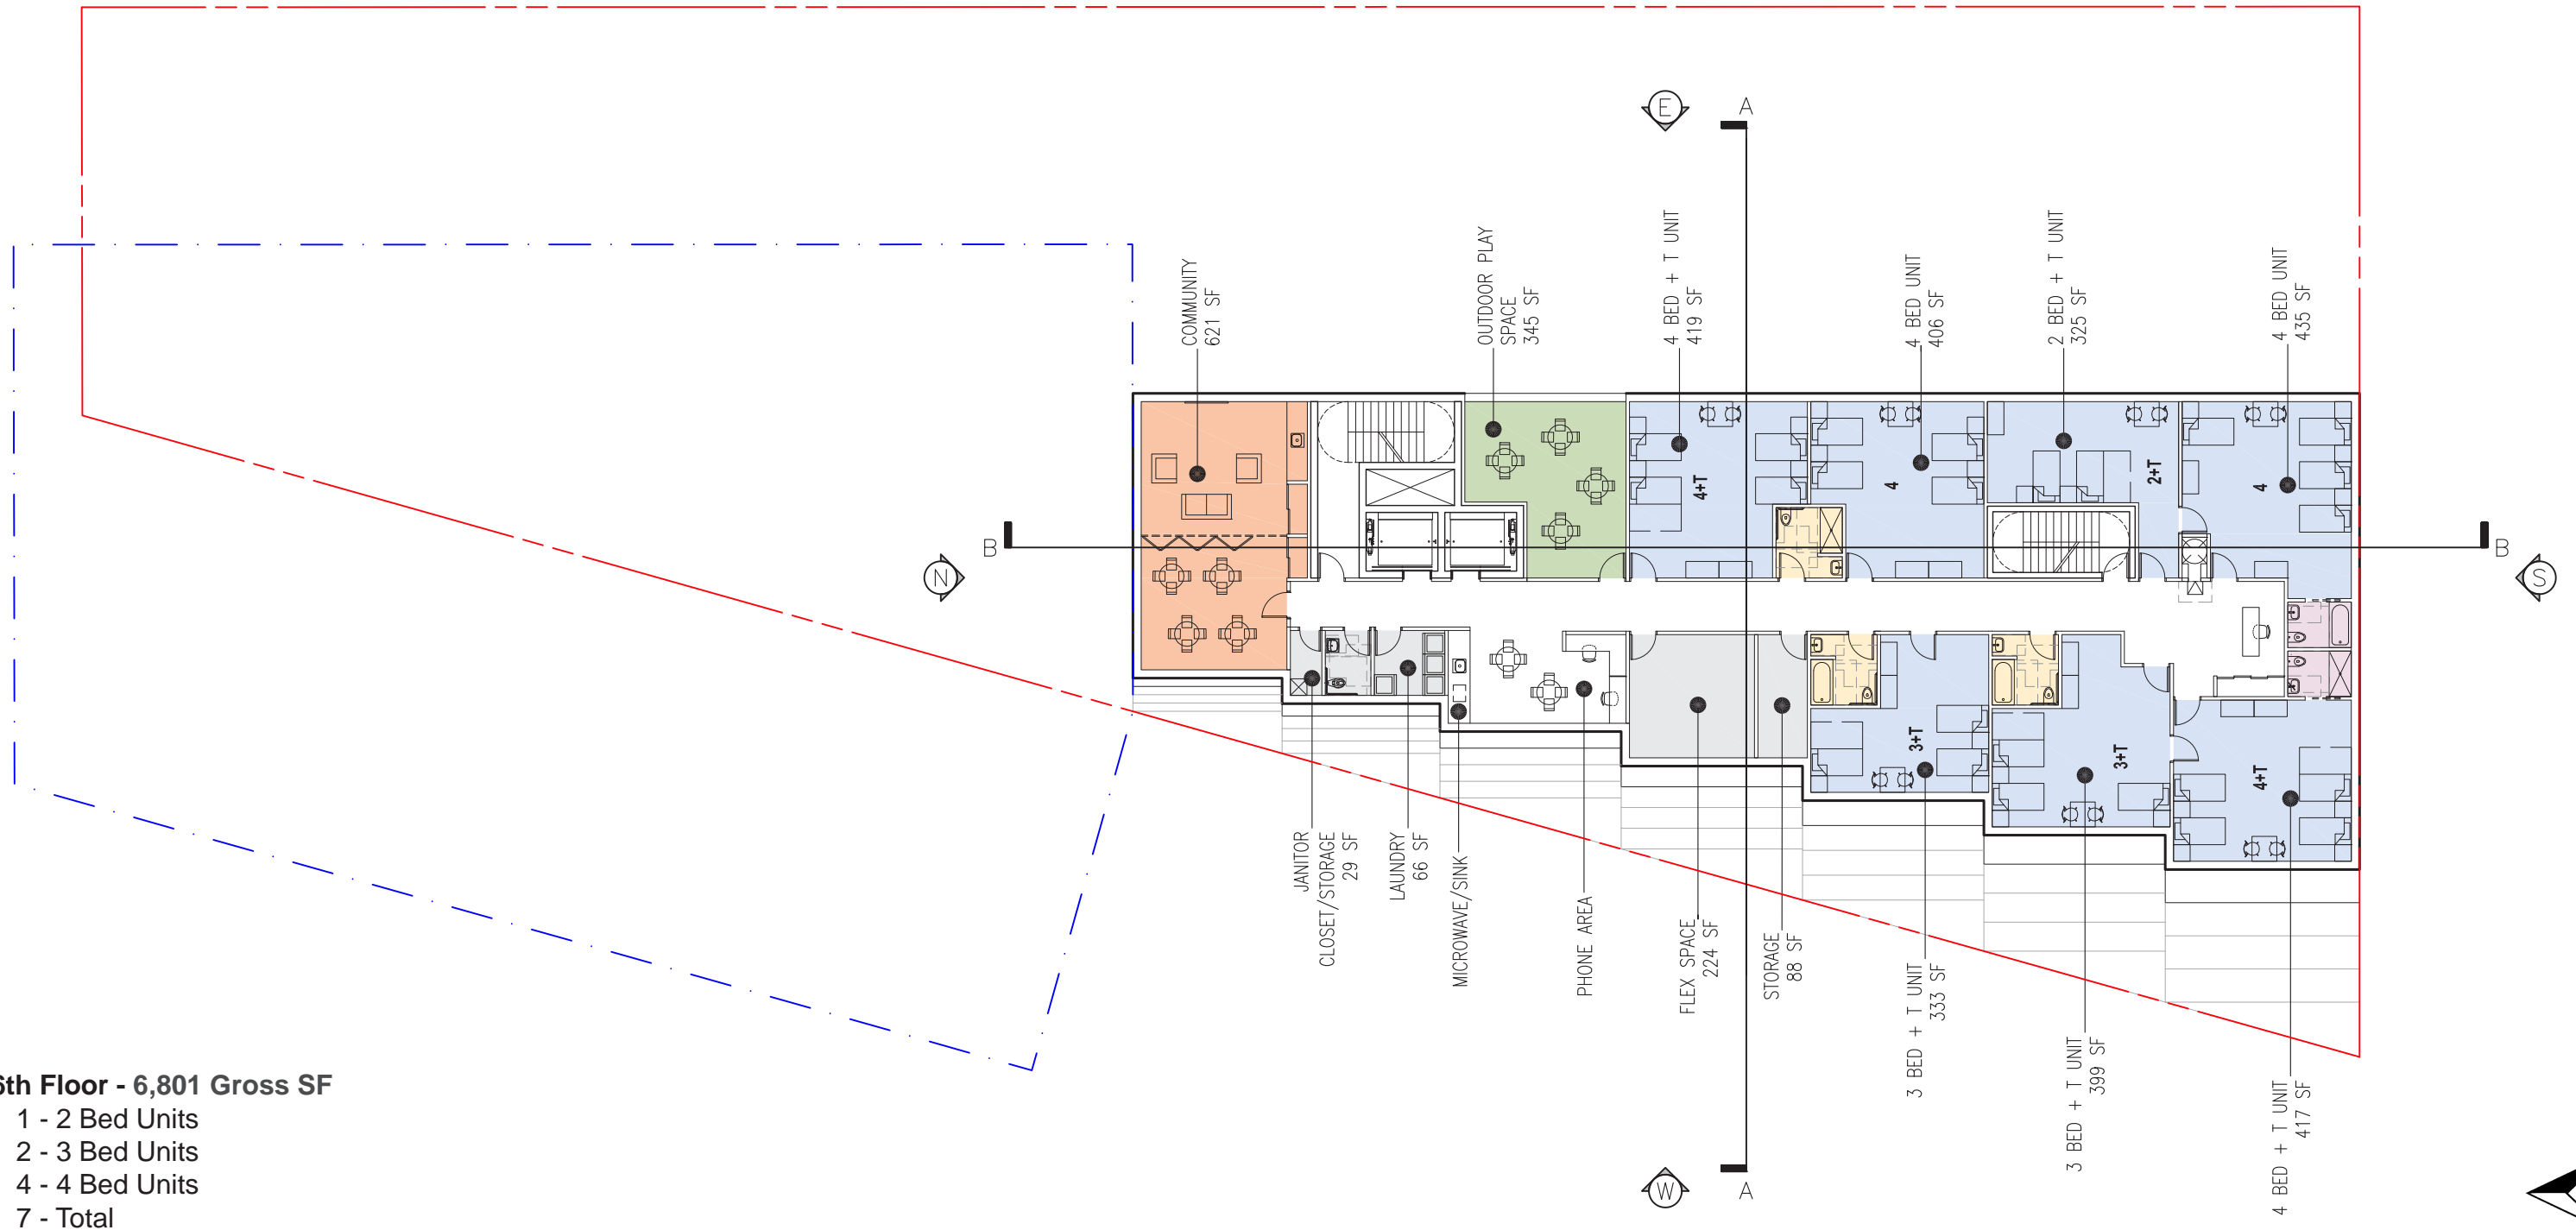 E
A
COMMUNITY
621 SF
OUTDOOR PLAY
SPACE
345 SF
4 BED + T UNIT
419 SF
4 BED UNIT
406 SF
2 BED + T UNIT
325 SF
4 BED UNIT
435 SF
4+T
4
2+T
4
B
B
N
S
3+T
3+T
4+T
JANITOR
CLOSET/STORAGE
29 SF
LAUNDRY
66 SF
MICROWAVE/SINK
PHONE AREA
FLEX SPACE
224 SF
STORAGE
88 SF
3 BED + T UNIT
333 SF
3 BED + T UNIT
399 SF
4 BED + T UNIT
417 SF
W
A
6th Floor - 6,801 Gross SF
1 - 2 Bed Units
2 - 3 Bed Units
4 - 4 Bed Units
7 - Total